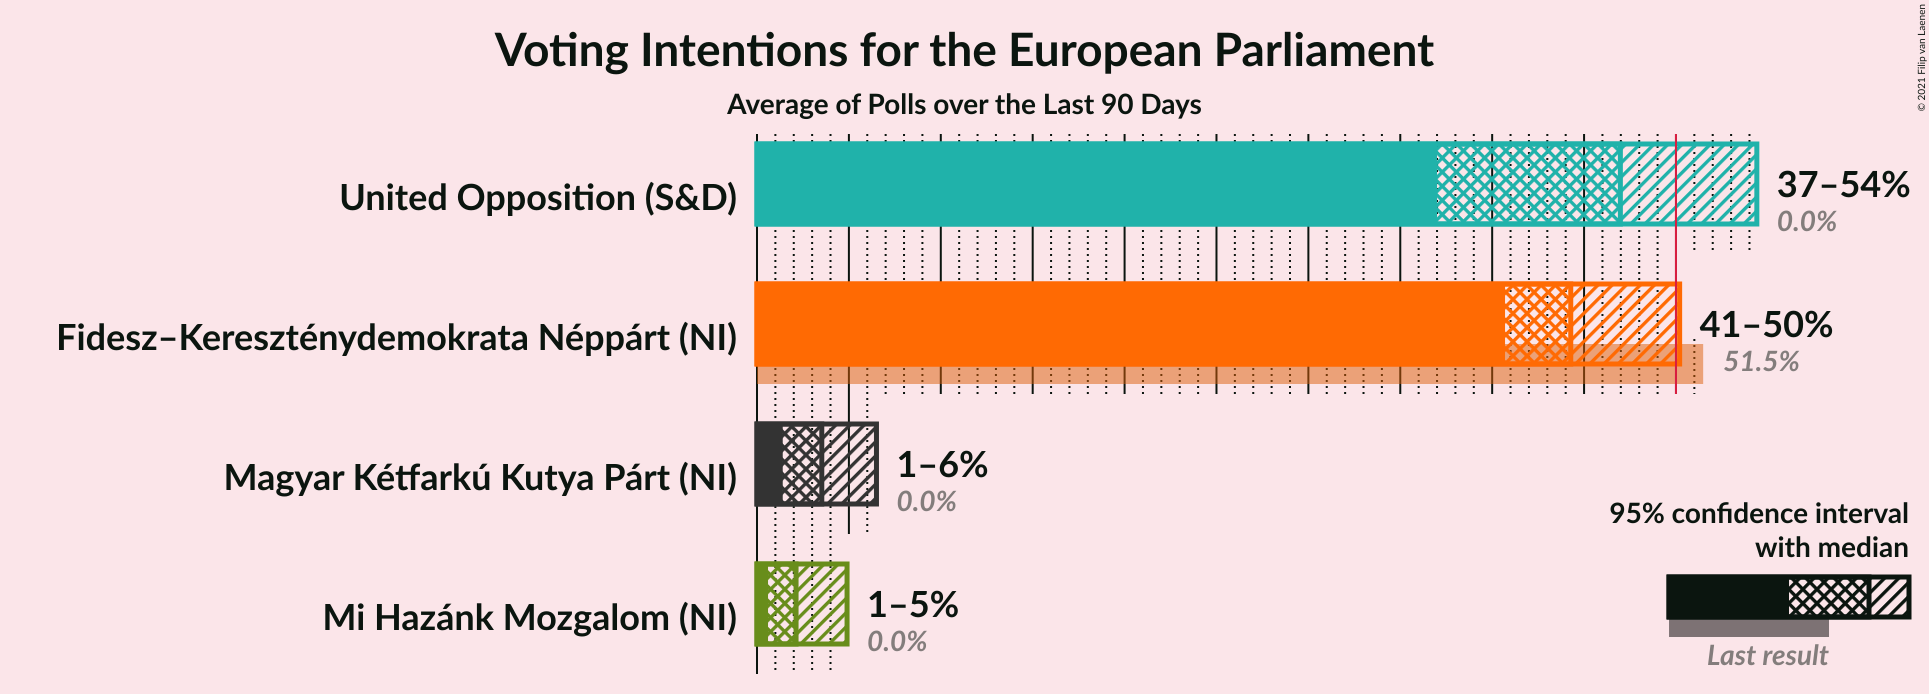 Voting Intentions for the European Parliament
Average of Polls over the Last 90 Days
© 2021 Filip van Laenen
United Opposition (S&D)
37–54%
0.0%
Fidesz–Kereszténydemokrata Néppárt (NI)
41–50%
51.5%
Magyar Kétfarkú Kutya Párt (NI)
1–6%
0.0%
Mi Hazánk Mozgalom (NI)
1–5%
0.0%
95% confidence interval
with median
Last result